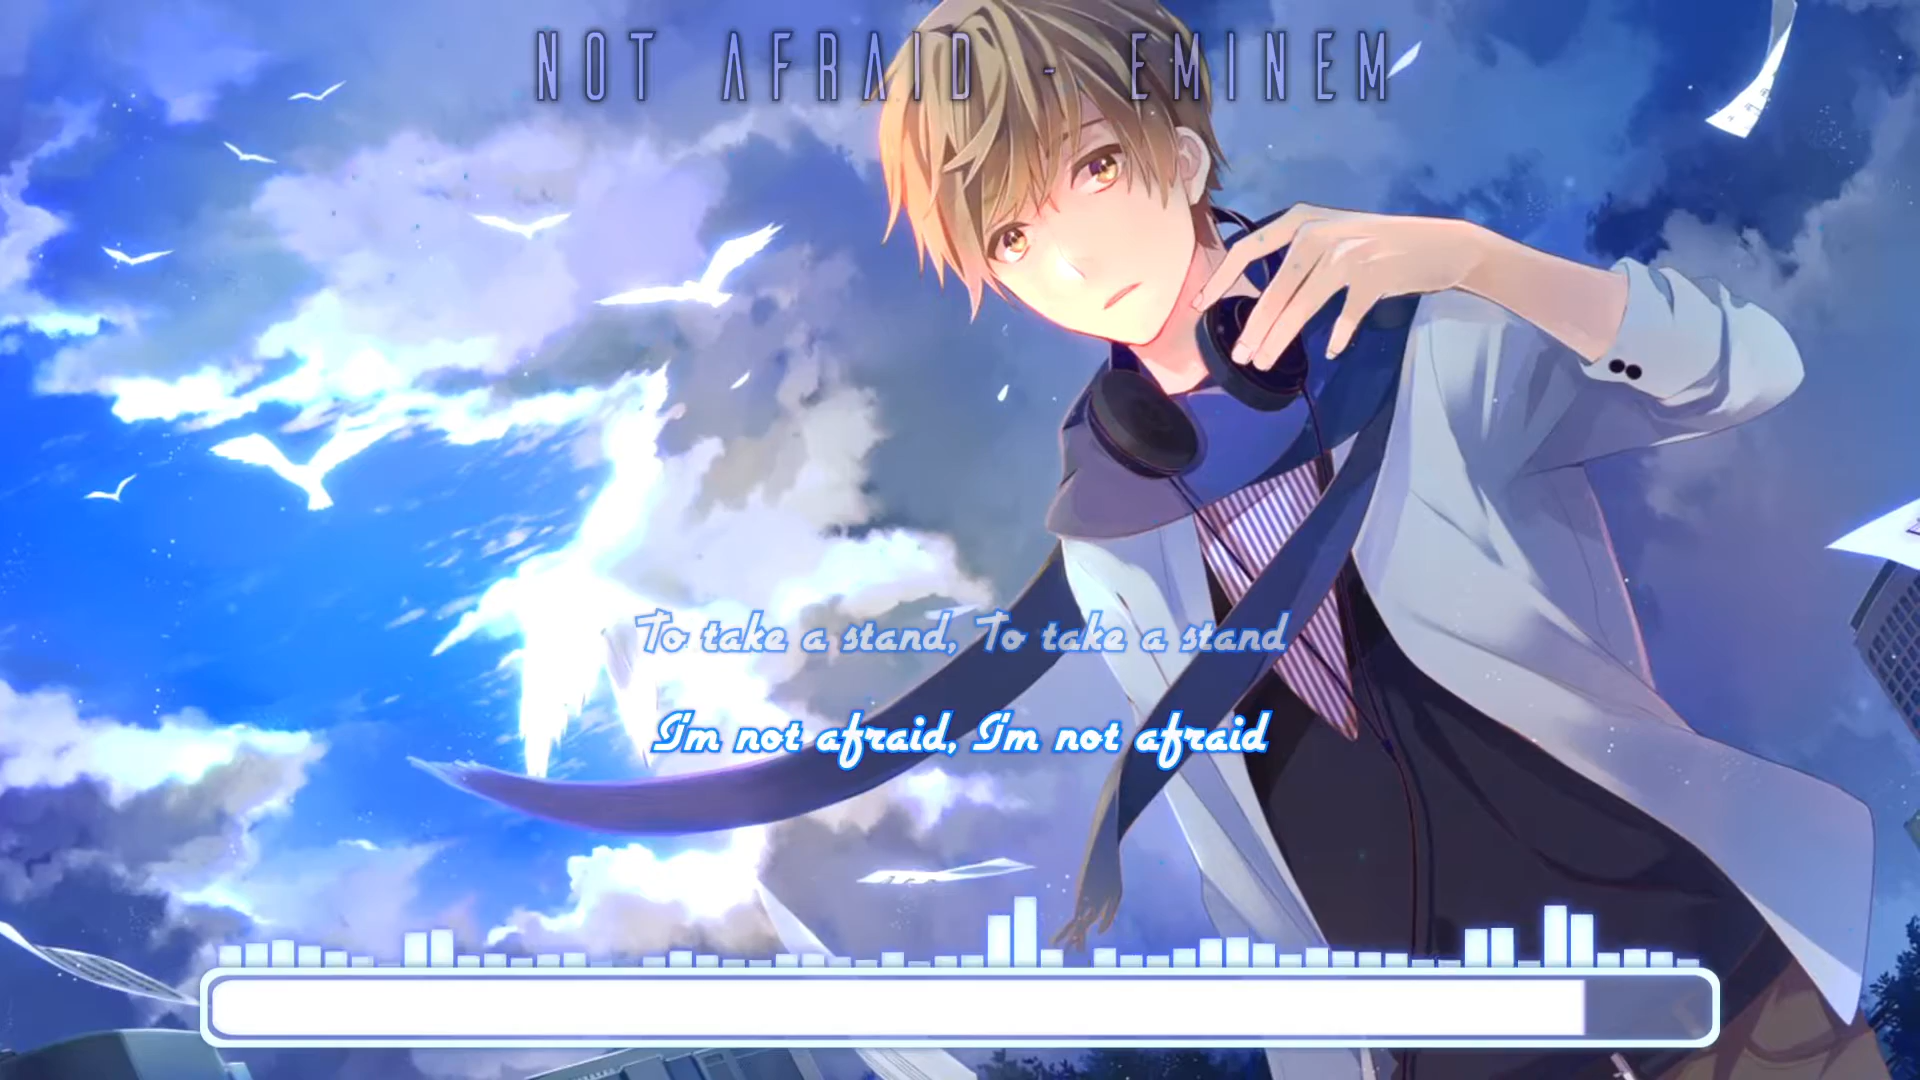 NOT AFRAID - EMINEM
To take a stand, To take a stand
I'm not afraid, I'm not afraid